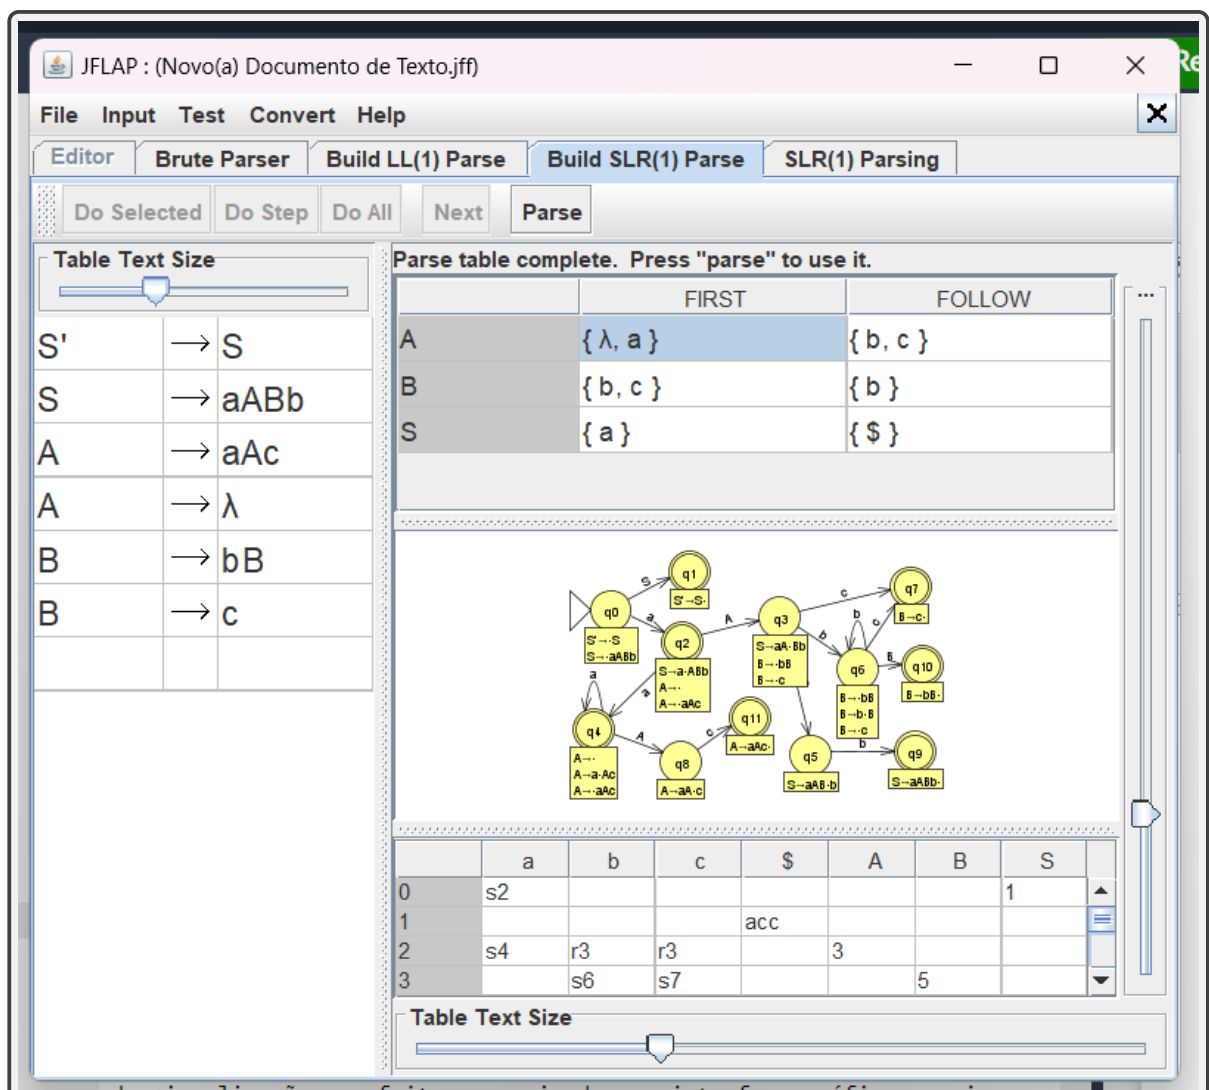 JFLAP : (Novo(a) Documento de Texto.jff)
Re
File Input Test Convert Help
Editor Brute Parser Build LL(1) Parse Build SLR(1) Parse SLR(1) Parsing
Do Selected Do Step Do All Next Parse
Table Text Size
S' → S
S → aABb
A → aAc
A → λ
B → bB
B → c
Parse table complete. Press "parse" to use it.
FIRST FOLLOW
A { λ, a } { b, c }
B { b, c } { b }
S { a } { $ }
...
q0
S'→·S
S→·aABb
S
q1
S'→S·
a
q2
S→a·ABb
A→·
A→·aAc
A
q3
S→aA·Bb
B→·bB
B→·c
c
q7
B→c·
b
b
c
q6
B→·bB
B→b·B
B→·c
B
q10
B→bB·
a
a
q4
A→·
A→a·Ac
A→·aAc
A
q8
A→aA·c
c
q11
A→aAc·
q5
S→aAB·b
b
q9
S→aABb·
a b c $ A B S
0 s2 1
1 acc
2 s4 r3 r3 3
3 s6 s7 5
Table Text Size